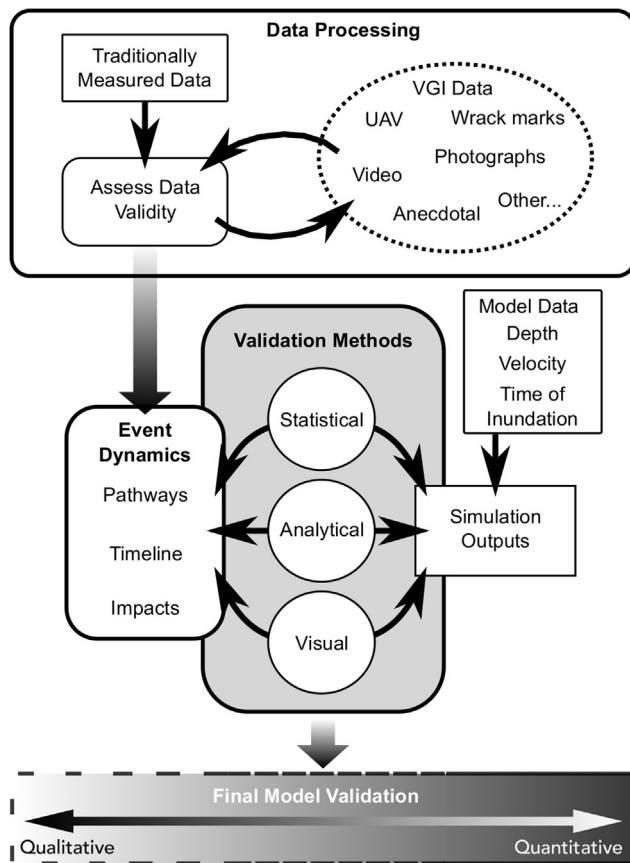 Data Processing
Traditionally
Measured Data
VGI Data
UAV
Wrack marks
Photographs
Video
Anecdotal
Other...
Assess Data
Validity
Model Data
Depth
Velocity
Time of
Inundation
Validation Methods
Statistical
Analytical
Visual
Event
Dynamics
Pathways
Timeline
Impacts
Simulation
Outputs
Final Model Validation
Qualitative
Quantitative